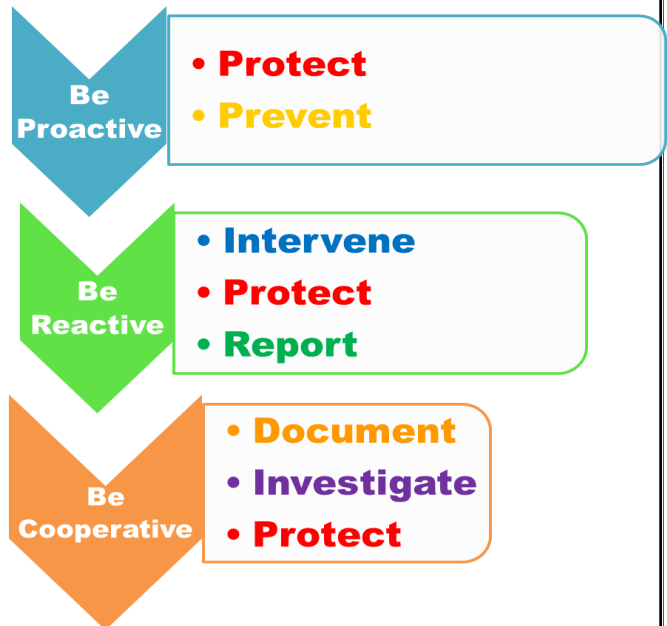 Be
Proactive
• Protect
• Prevent
Be
Reactive
• Intervene
• Protect
• Report
Be
Cooperative
• Document
• Investigate
• Protect